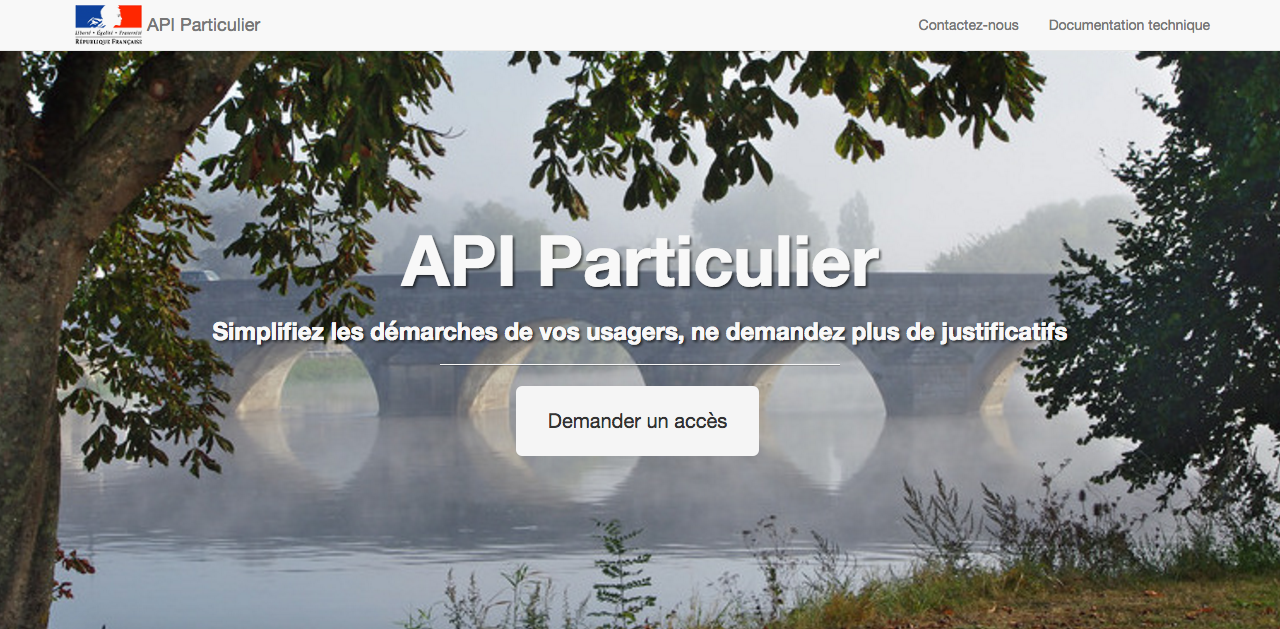 Liberté • Égalité • Fraternité
RÉPUBLIQUE FRANÇAISE
API Particulier
Contactez-nous
Documentation technique
API Particulier
Simplifiez les démarches de vos usagers, ne demandez plus de justificatifs
Demander un accès